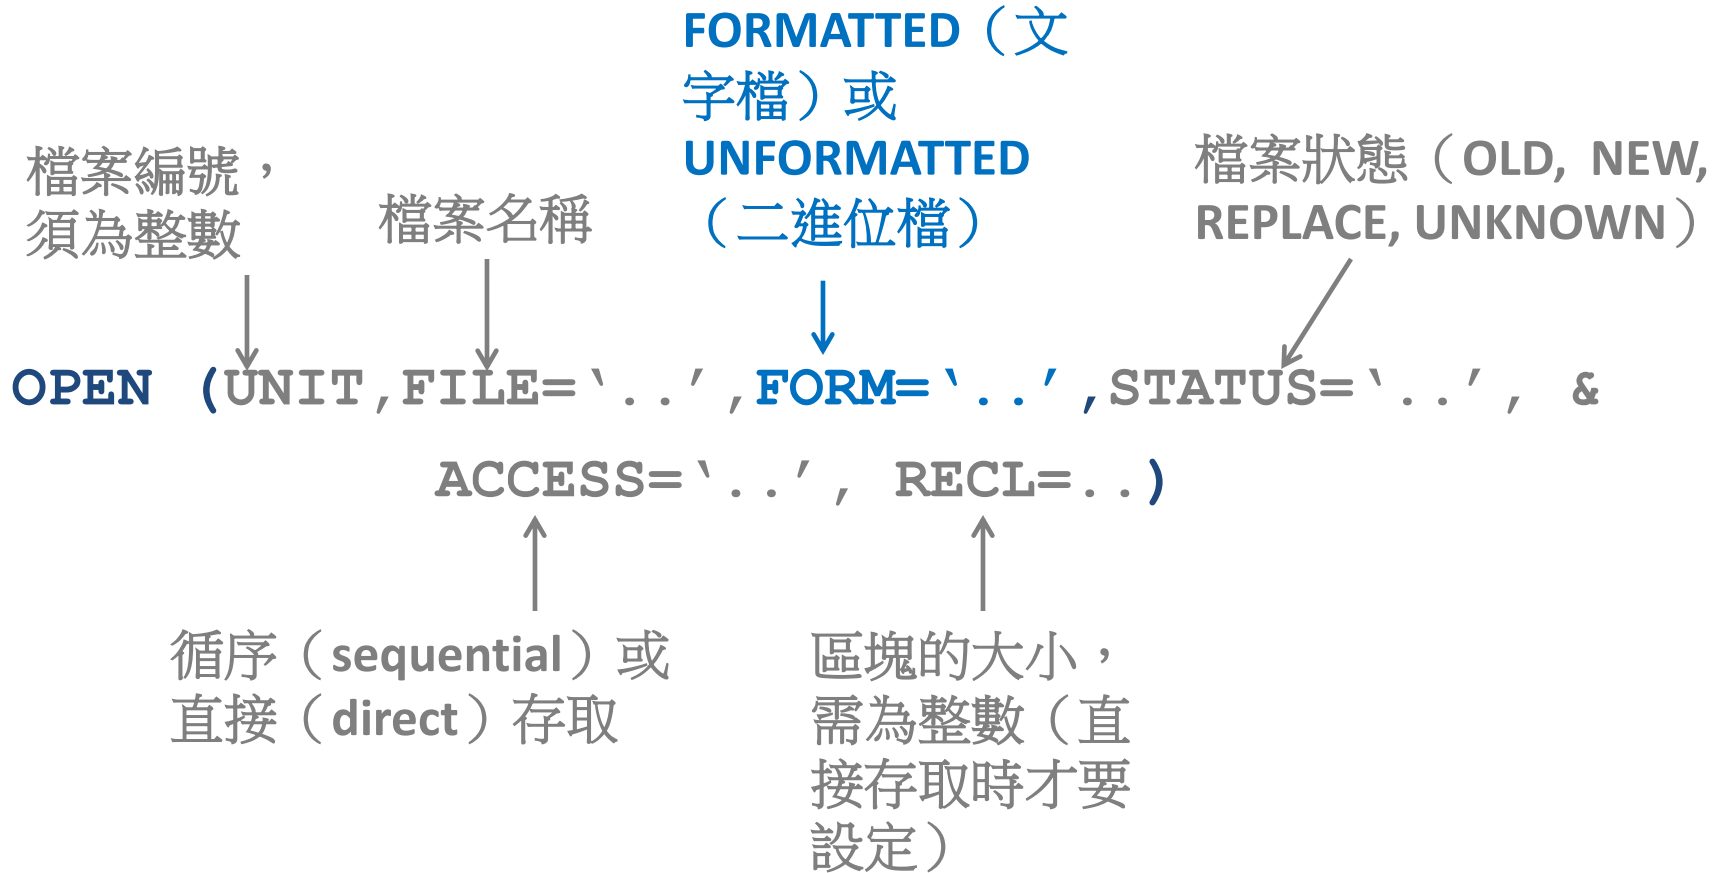 FORMATTED（文
字檔）或
UNFORMATTED
（二進位檔）
檔案編號，
須為整數
檔案名稱
檔案狀態（OLD, NEW,
REPLACE, UNKNOWN）
OPEN (UNIT,FILE=‘..’,FORM=‘..’,STATUS=‘..’, &
ACCESS=‘..’, RECL=..)
循序（sequential）或
直接（direct）存取
區塊的大小，
需為整數（直
接存取時才要
設定）